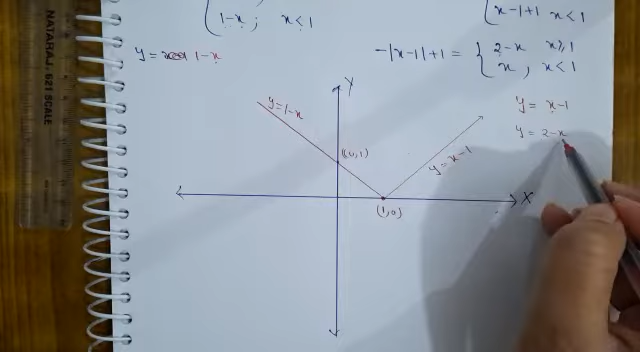 NATARAJ, 621 SCALE
1-x ; x<1
x-1+1 x<1
y = 1-x
-|x-1|+1 = { 2-x x≥1
x , x<1
Y
y=1-x
y = x-1
y = 2-x
(0,1)
y=x-1
X
(1,0)